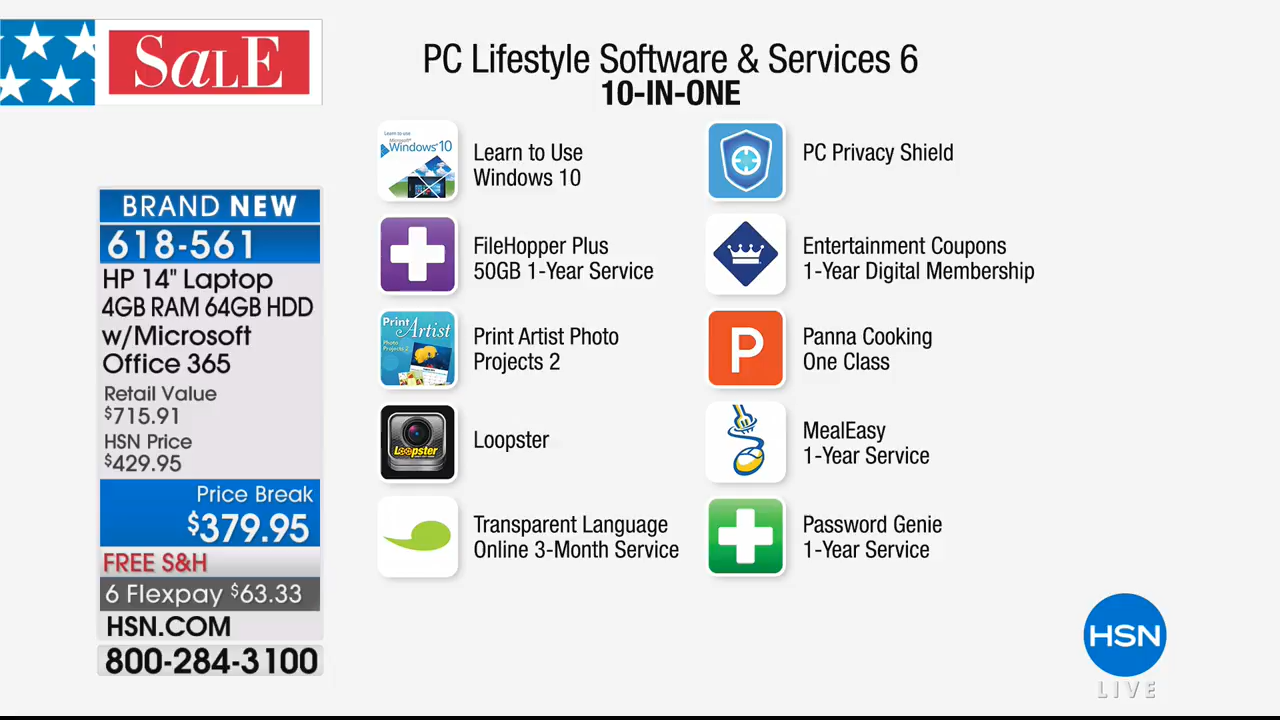 SaLE
PC Lifestyle Software & Services 6
10-IN-ONE
BRAND NEW
618-561
HP 14" Laptop
4GB RAM 64GB HDD
w/Microsoft
Office 365
Retail Value
$715.91
HSN Price
$429.95
Price Break
$379.95
FREE S&H
6 Flexpay $63.33
HSN.COM
800-284-3100
Learn to use
Microsoft
Windows 10
Learn to Use
Windows 10
FileHopper Plus
50GB 1-Year Service
Print Artist
Photo
Projects 2
Print Artist Photo
Projects 2
Loopster
Loopster
Transparent Language
Online 3-Month Service
PC Privacy Shield
Entertainment Coupons
1-Year Digital Membership
P
Panna Cooking
One Class
MealEasy
1-Year Service
Password Genie
1-Year Service
HSN
LIVE